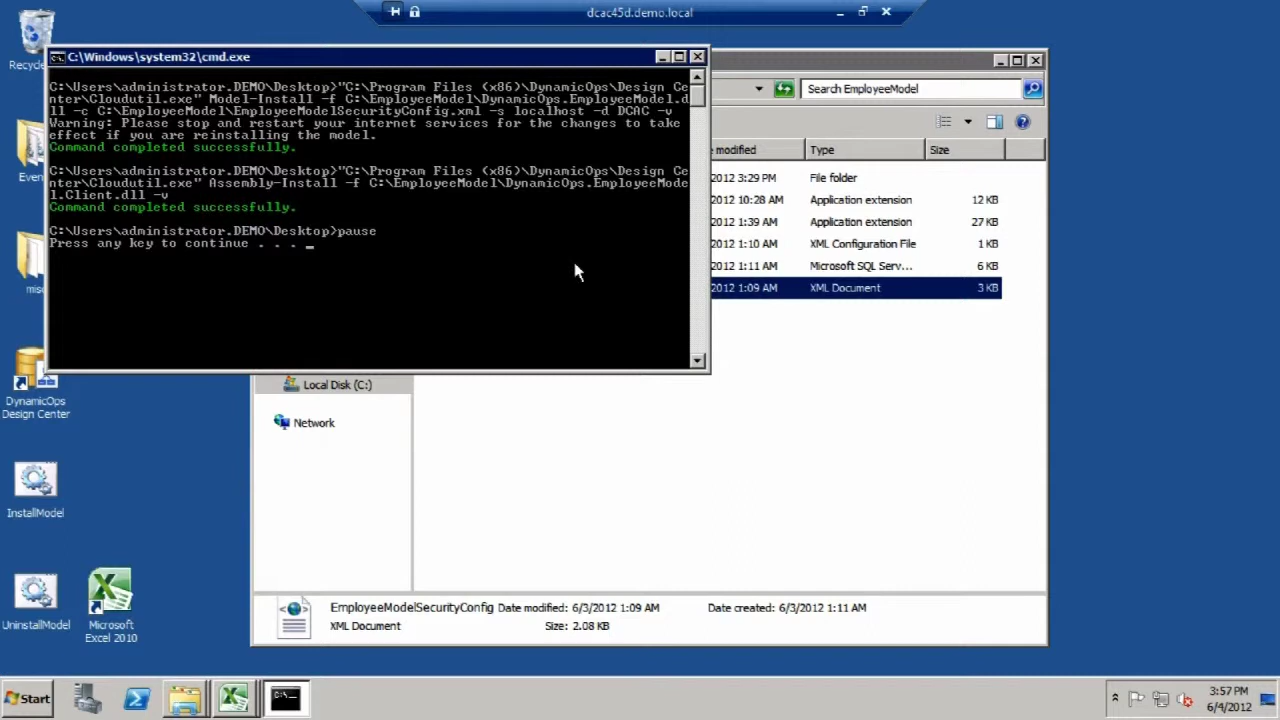 dcac45d.demo.local
Recycle
C:\Windows\system32\cmd.exe
C:\Users\administrator.DEMO\Desktop>"C:\Program Files (x86)\DynamicOps\Design Ce
nter\Cloudutil.exe" Model-Install -f C:\EmployeeModel\DynamicOps.EmployeeModel.d
ll -c C:\EmployeeModel\EmployeeModelSecurityConfig.xml -s localhost -d DCAC -v
Warning: Please stop and restart your internet services for the changes to take
effect if you are reinstalling the model.
Command completed successfully.
C:\Users\administrator.DEMO\Desktop>"C:\Program Files (x86)\DynamicOps\Design Ce
nter\Cloudutil.exe" Assembly-Install -f C:\EmployeeModel\DynamicOps.EmployeeMode
l.Client.dll -v
Command completed successfully.
C:\Users\administrator.DEMO\Desktop>pause
Press any key to continue . . . _
Search EmployeeModel
modified Type Size
2012 3:29 PM File folder
2012 10:28 AM Application extension 12 KB
2012 1:39 AM Application extension 27 KB
2012 1:10 AM XML Configuration File 1 KB
2012 1:11 AM Microsoft SQL Serv... 6 KB
2012 1:09 AM XML Document 3 KB
Even
misc
Local Disk (C:)
Network
DynamicOps
Design Center
InstallModel
UninstallModel
Microsoft
Excel 2010
EmployeeModelSecurityConfig Date modified: 6/3/2012 1:09 AM Date created: 6/3/2012 1:11 AM
XML Document Size: 2.08 KB
Start
3:57 PM
6/4/2012